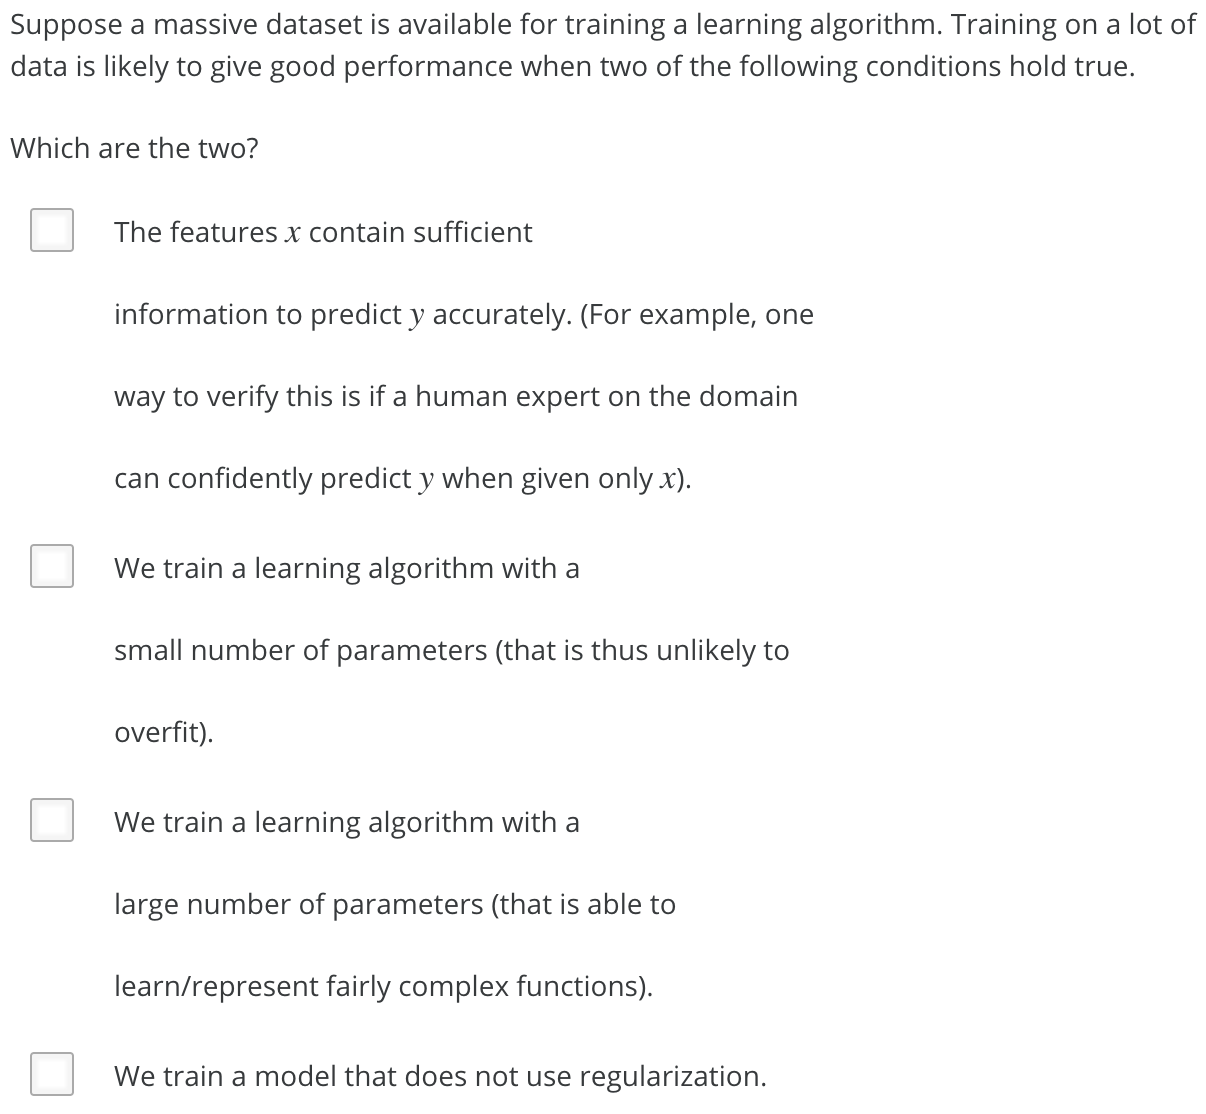 Suppose a massive dataset is available for training a learning algorithm. Training on a lot of
data is likely to give good performance when two of the following conditions hold true.
Which are the two?
The features x contain sufficient
information to predict y accurately. (For example, one
way to verify this is if a human expert on the domain
can confidently predict y when given only x).
We train a learning algorithm with a
small number of parameters (that is thus unlikely to
overfit).
We train a learning algorithm with a
large number of parameters (that is able to
learn/represent fairly complex functions).
We train a model that does not use regularization.